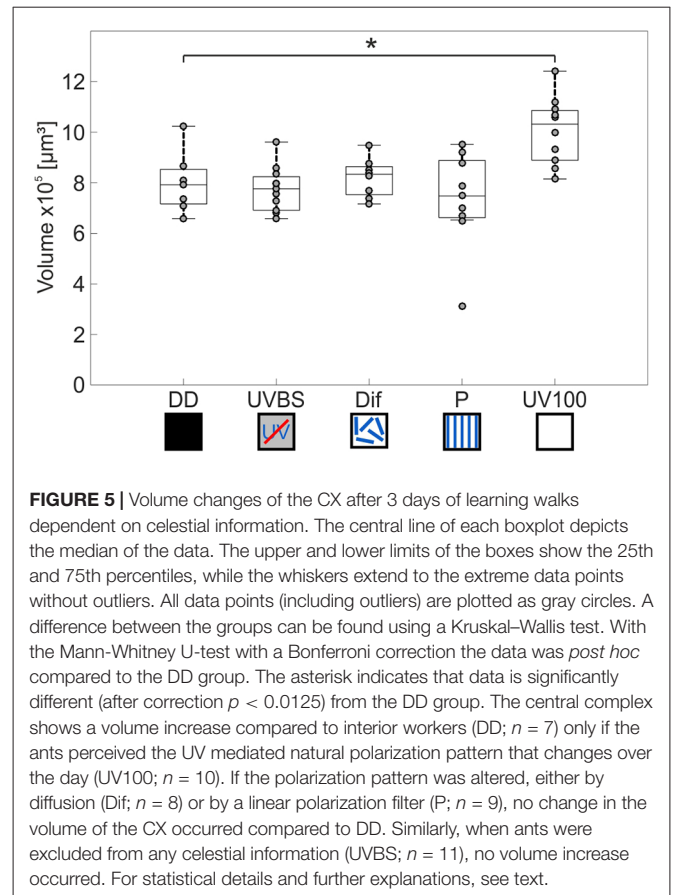 *
12
10
8
6
4
2
0
Volume x10⁵ [µm³]
DD
UVBS
Dif
P
UV100
UV
FIGURE 5 | Volume changes of the CX after 3 days of learning walks
dependent on celestial information. The central line of each boxplot depicts
the median of the data. The upper and lower limits of the boxes show the 25th
and 75th percentiles, while the whiskers extend to the extreme data points
without outliers. All data points (including outliers) are plotted as gray circles. A
difference between the groups can be found using a Kruskal–Wallis test. With
the Mann-Whitney U-test with a Bonferroni correction the data was post hoc
compared to the DD group. The asterisk indicates that data is significantly
different (after correction p < 0.0125) from the DD group. The central complex
shows a volume increase compared to interior workers (DD; n = 7) only if the
ants perceived the UV mediated natural polarization pattern that changes over
the day (UV100; n = 10). If the polarization pattern was altered, either by
diffusion (Dif; n = 8) or by a linear polarization filter (P; n = 9), no change in the
volume of the CX occurred compared to DD. Similarly, when ants were
excluded from any celestial information (UVBS; n = 11), no volume increase
occurred. For statistical details and further explanations, see text.